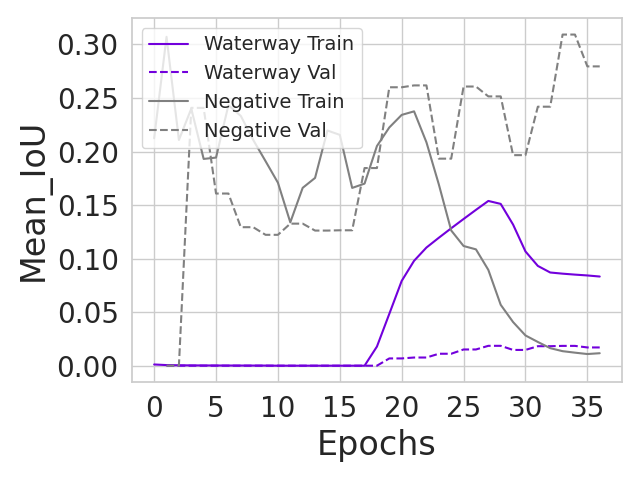 Waterway Train
Waterway Val
Negative Train
Negative Val
Mean_IoU
0.30
0.25
0.20
0.15
0.10
0.05
0.00
0 5 10 15 20 25 30 35
Epochs